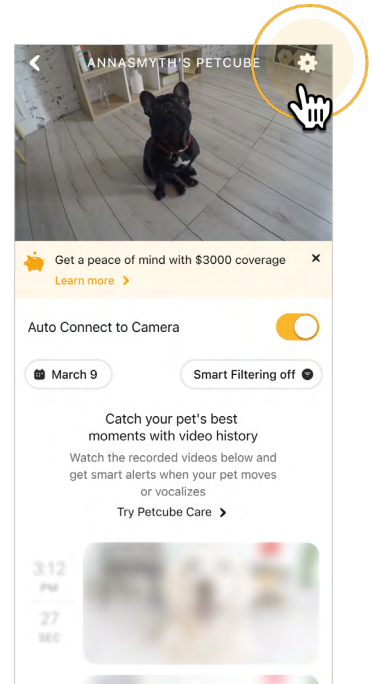 ANNASMYTH'S PETCUBE
Get a peace of mind with $3000 coverage
Learn more
Auto Connect to Camera
March 9
Smart Filtering off
Catch your pet's best
moments with video history
Watch the recorded videos below and
get smart alerts when your pet moves
or vocalizes
Try Petcube Care
3:12
PM
27
SEC